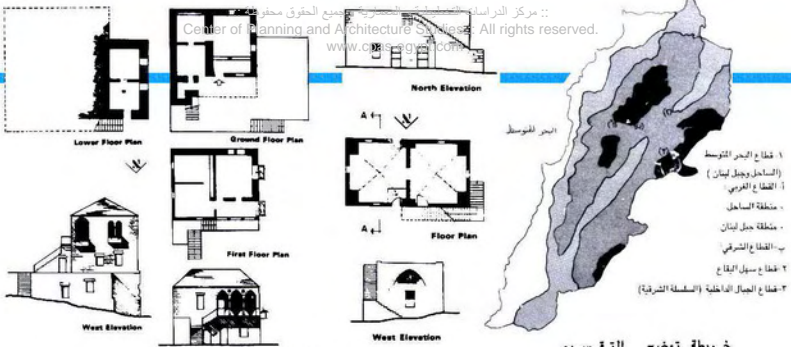 :: مركز الدراسات التخطيطية والمعمارية : جميع الحقوق محفوظة ::
Center of Planning and Architecture Studies : All rights reserved.
www.cpas-egypt.com
Lower Floor Plan
Ground Floor Plan
First Floor Plan
West Elevation
North Elevation
A
Floor Plan
A
West Elevation
البحر المتوسط
١- قطاع البحر المتوسط
(الساحل وجبل لبنان)
أ- القطاع الغربي:
- منطقة الساحل
- منطقة جبل لبنان
ب- القطاع الشرقي:
٢- قطاع سهل البقاع
٣- قطاع الجبال الداخلية (السلسلة الشرقية)